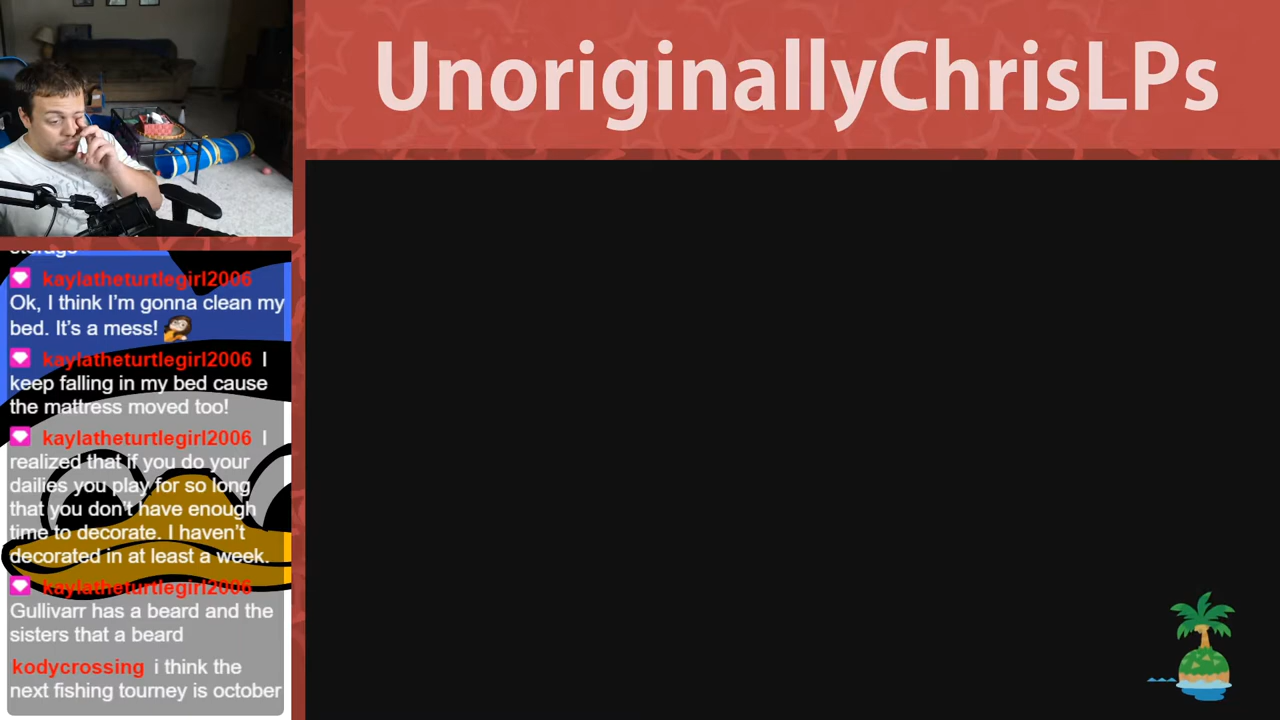 UnoriginallyChrisLPs
storage
kaylatheturtlegirl2006
Ok, I think I’m gonna clean my
bed. It’s a mess!
kaylatheturtlegirl2006 I
keep falling in my bed cause
the mattress moved too!
kaylatheturtlegirl2006 I
realized that if you do your
dailies you play for so long
that you don’t have enough
time to decorate. I haven’t
decorated in at least a week.
kaylatheturtlegirl2006
Gullivarr has a beard and the
sisters that a beard
kodycrossing i think the
next fishing tourney is october